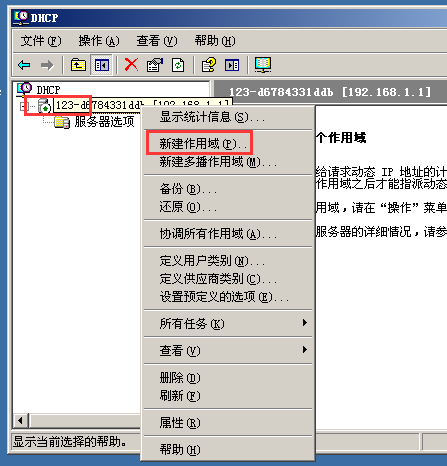 DHCP
文件(F) 操作(A) 查看(V) 帮助(H)
DHCP
123-d6784331ddb [192.168.1.1]
123-d6784331ddb [192.168.1.1]
服务器选项
显示统计信息(S)...
新建作用域(P)...
新建多播作用域(M)...
备份(B)...
还原(O)...
协调所有作用域(A)...
定义用户类别(N)...
定义供应商类别(C)...
设置预定义的选项(E)...
所有任务(K)
查看(V)
删除(D)
刷新(F)
属性(R)
帮助(H)
个作用域
给请求动态 IP 地址的计
作用域之后才能指派动态
用域，请在“操作”菜单
服务器的详细情况，请参
显示当前选择的帮助。